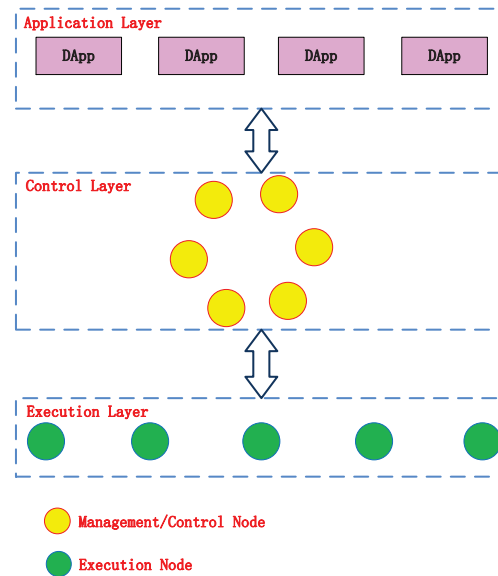 Application Layer
DApp DApp DApp DApp
Control Layer
Execution Layer
Management/Control Node
Execution Node